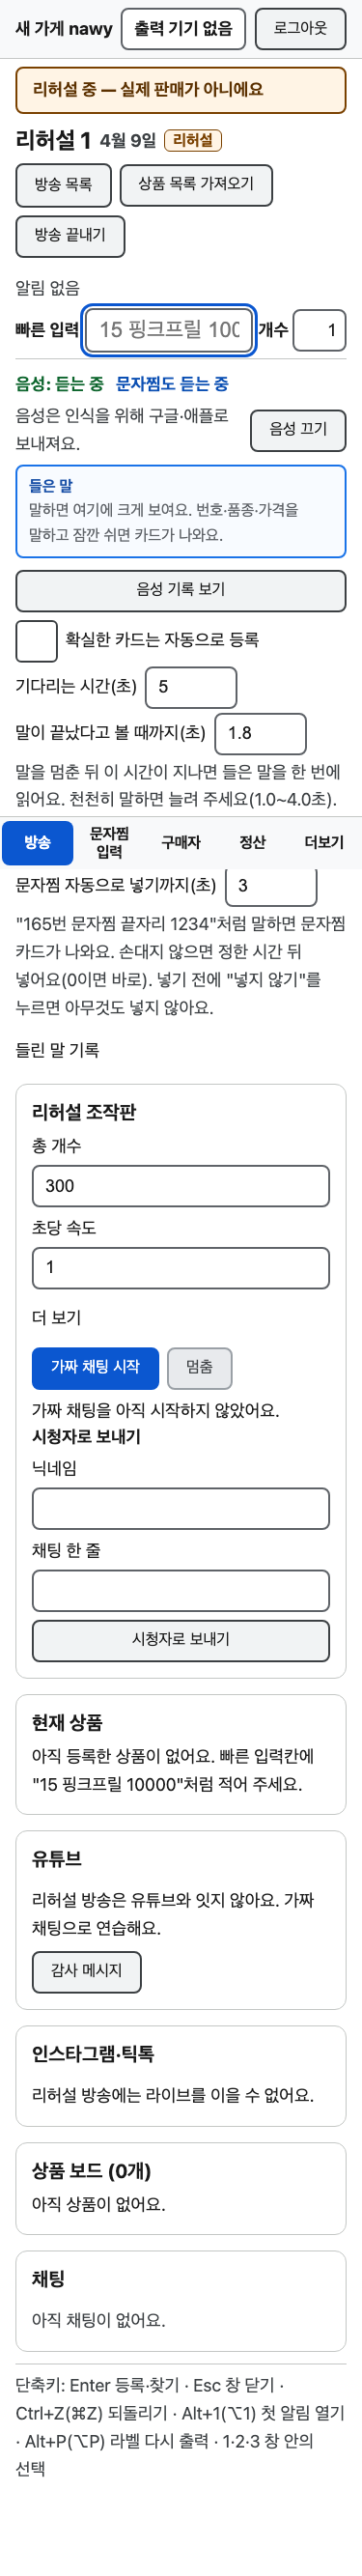 새 가게 nawy 출력 기기 없음 로그아웃
리허설 중 — 실제 판매가 아니에요
리허설 1 4월 9일 리허설
방송 목록 상품 목록 가져오기
방송 끝내기
알림 없음
빠른 입력 15 핑크프릴 100 개수 1
음성: 듣는 중 문자찜도 듣는 중
음성은 인식을 위해 구글·애플로
보내져요.
음성 끄기
들은 말
말하면 여기에 크게 보여요. 번호·품종·가격을
말하고 잠깐 쉬면 카드가 나와요.
음성 기록 보기
확실한 카드는 자동으로 등록
기다리는 시간(초) 5
말이 끝났다고 볼 때까지(초) 1.8
말을 멈춘 뒤 이 시간이 지나면 들은 말을 한 번에
읽어요. 천천히 말하면 늘려 주세요(1.0~4.0초).
방송 문자찜 입력 구매자 정산 더보기
문자찜 자동으로 넣기까지(초) 3
"165번 문자찜 끝자리 1234"처럼 말하면 문자찜
카드가 나와요. 손대지 않으면 정한 시간 뒤
넣어요(0이면 바로). 넣기 전에 "넣지 않기"를
누르면 아무것도 넣지 않아요.
들린 말 기록
리허설 조작판
총 개수
300
초당 속도
1
더 보기
가짜 채팅 시작 멈춤
가짜 채팅을 아직 시작하지 않았어요.
시청자로 보내기
닉네임
채팅 한 줄
시청자로 보내기
현재 상품
아직 등록한 상품이 없어요. 빠른 입력칸에
"15 핑크프릴 10000"처럼 적어 주세요.
유튜브
리허설 방송은 유튜브와 잇지 않아요. 가짜
채팅으로 연습해요.
감사 메시지
인스타그램·틱톡
리허설 방송에는 라이브를 이을 수 없어요.
상품 보드 (0개)
아직 상품이 없어요.
채팅
아직 채팅이 없어요.
단축키: Enter 등록·찾기 · Esc 창 닫기 ·
Ctrl+Z(⌘Z) 되돌리기 · Alt+1(⌥1) 첫 알림 열기
· Alt+P(⌥P) 라벨 다시 출력 · 1·2·3 창 안의
선택